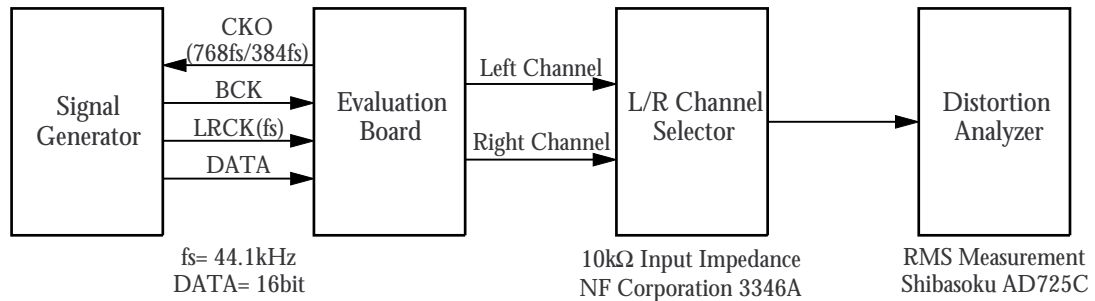 CKO
(768fs/384fs)
BCK
LRCK(fs)
DATA
Signal
Generator
Evaluation
Board
Left Channel
Right Channel
L/R Channel
Selector
Distortion
Analyzer
fs= 44.1kHz
DATA= 16bit
10kΩ Input Impedance
NF Corporation 3346A
RMS Measurement
Shibasoku AD725C